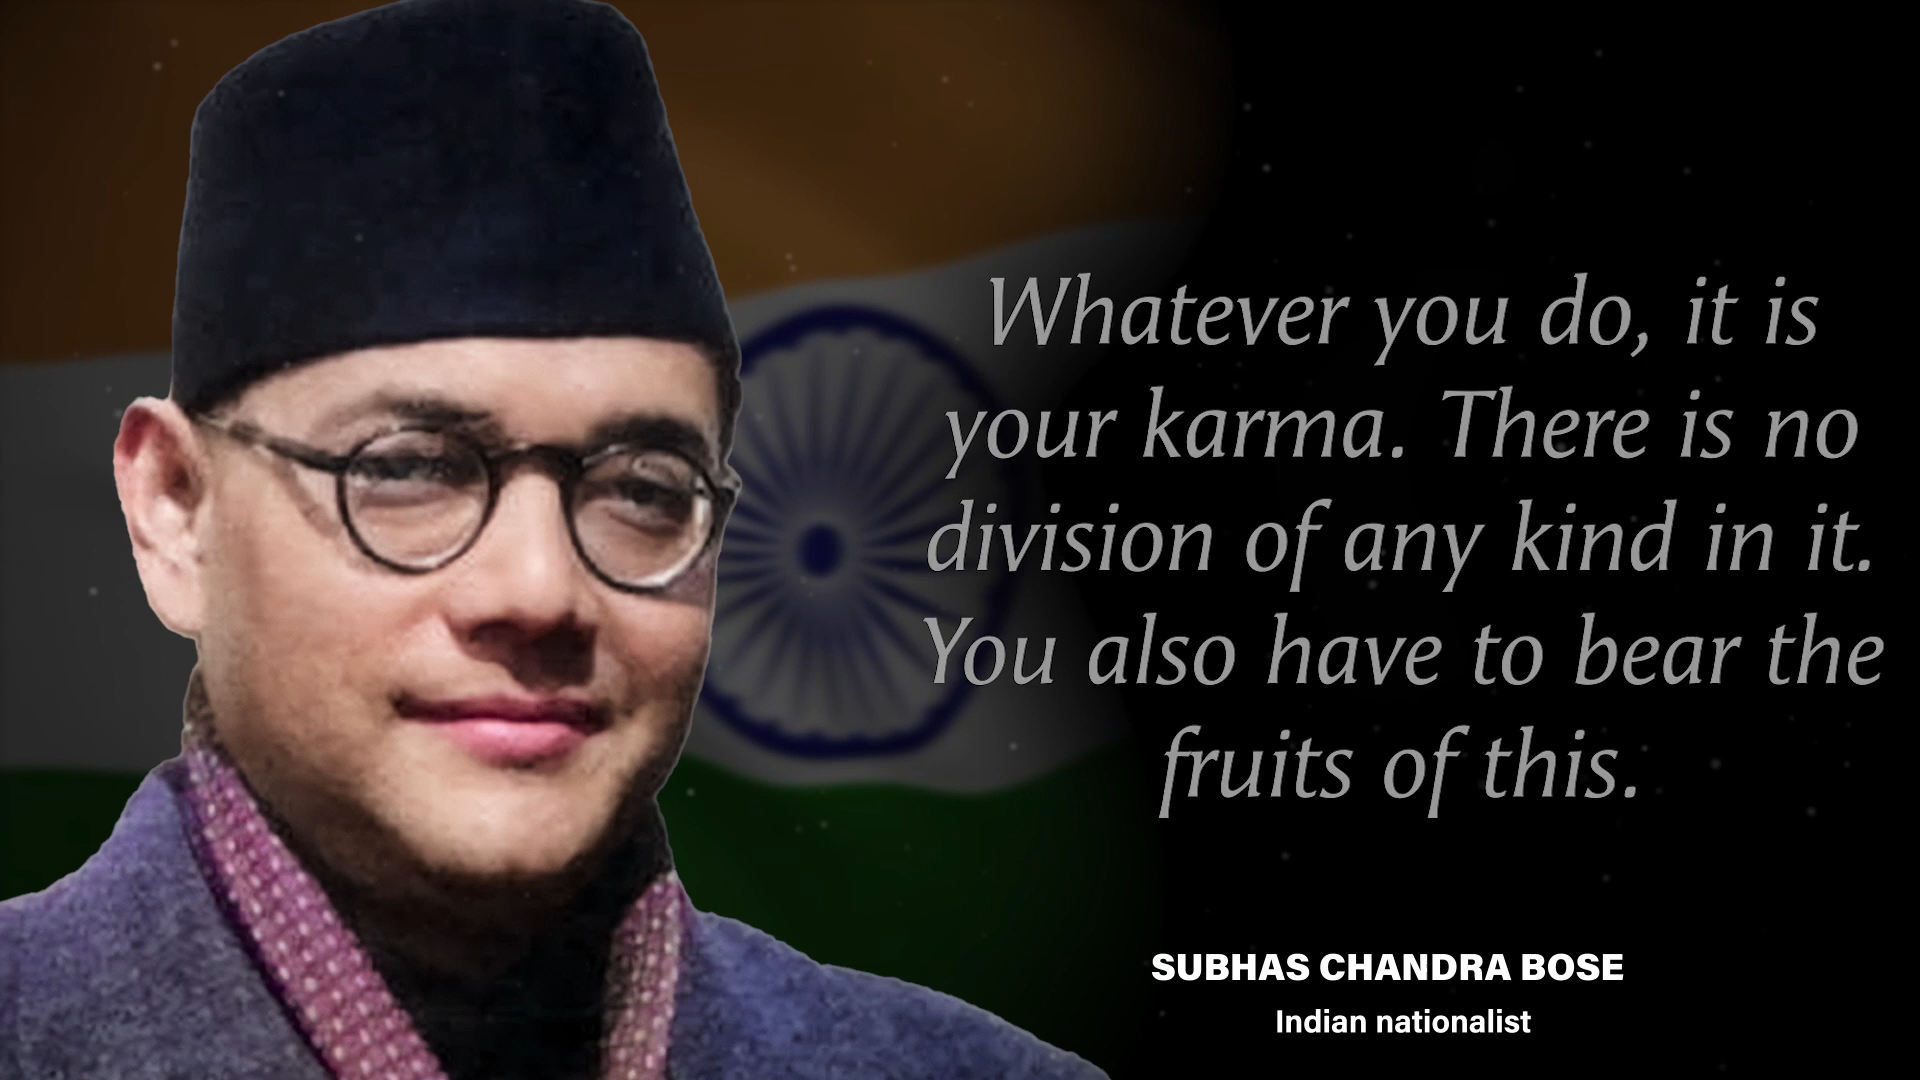 Whatever you do, it is
your karma. There is no
division of any kind in it.
You also have to bear the
fruits of this.
SUBHAS CHANDRA BOSE
Indian nationalist